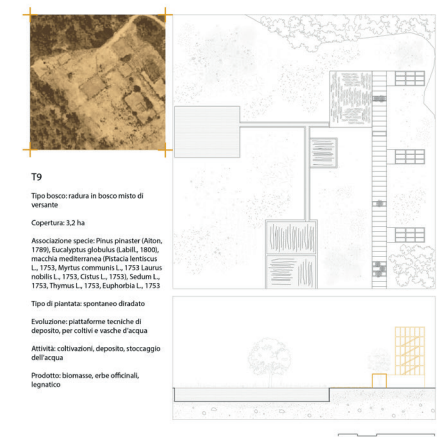 T9
Tipo bosco: radura in bosco misto di
versante
Copertura: 3,2 ha
Associazione specie: Pinus pinaster (Aiton,
1789), Eucalyptus globulus (Labill., 1800),
macchia mediterranea (Pistacia lentiscus
L., 1753, Myrtus communis L., 1753 Laurus
nobilis L., 1753, Cistus L., 1753), Sedum L.,
1753, Thymus L., 1753, Euphorbia L., 1753
Tipo di piantata: spontaneo diradato
Evoluzione: piattaforme tecniche di
deposito, per coltivi e vasche d'acqua
Attività: coltivazioni, deposito, stoccaggio
dell'acqua
Prodotto: biomasse, erbe officinali,
legnatico